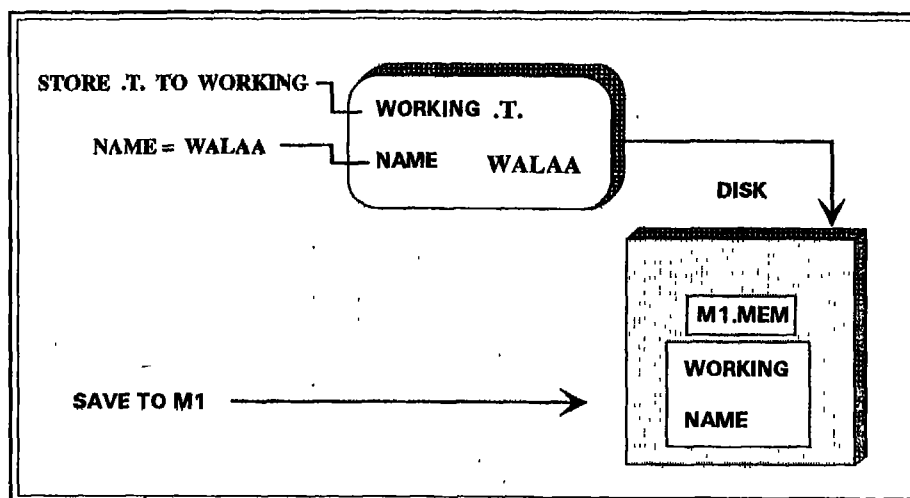 STORE .T. TO WORKING
WORKING .T.
NAME = WALAA
NAME WALAA
DISK
M1.MEM
WORKING
NAME
SAVE TO M1